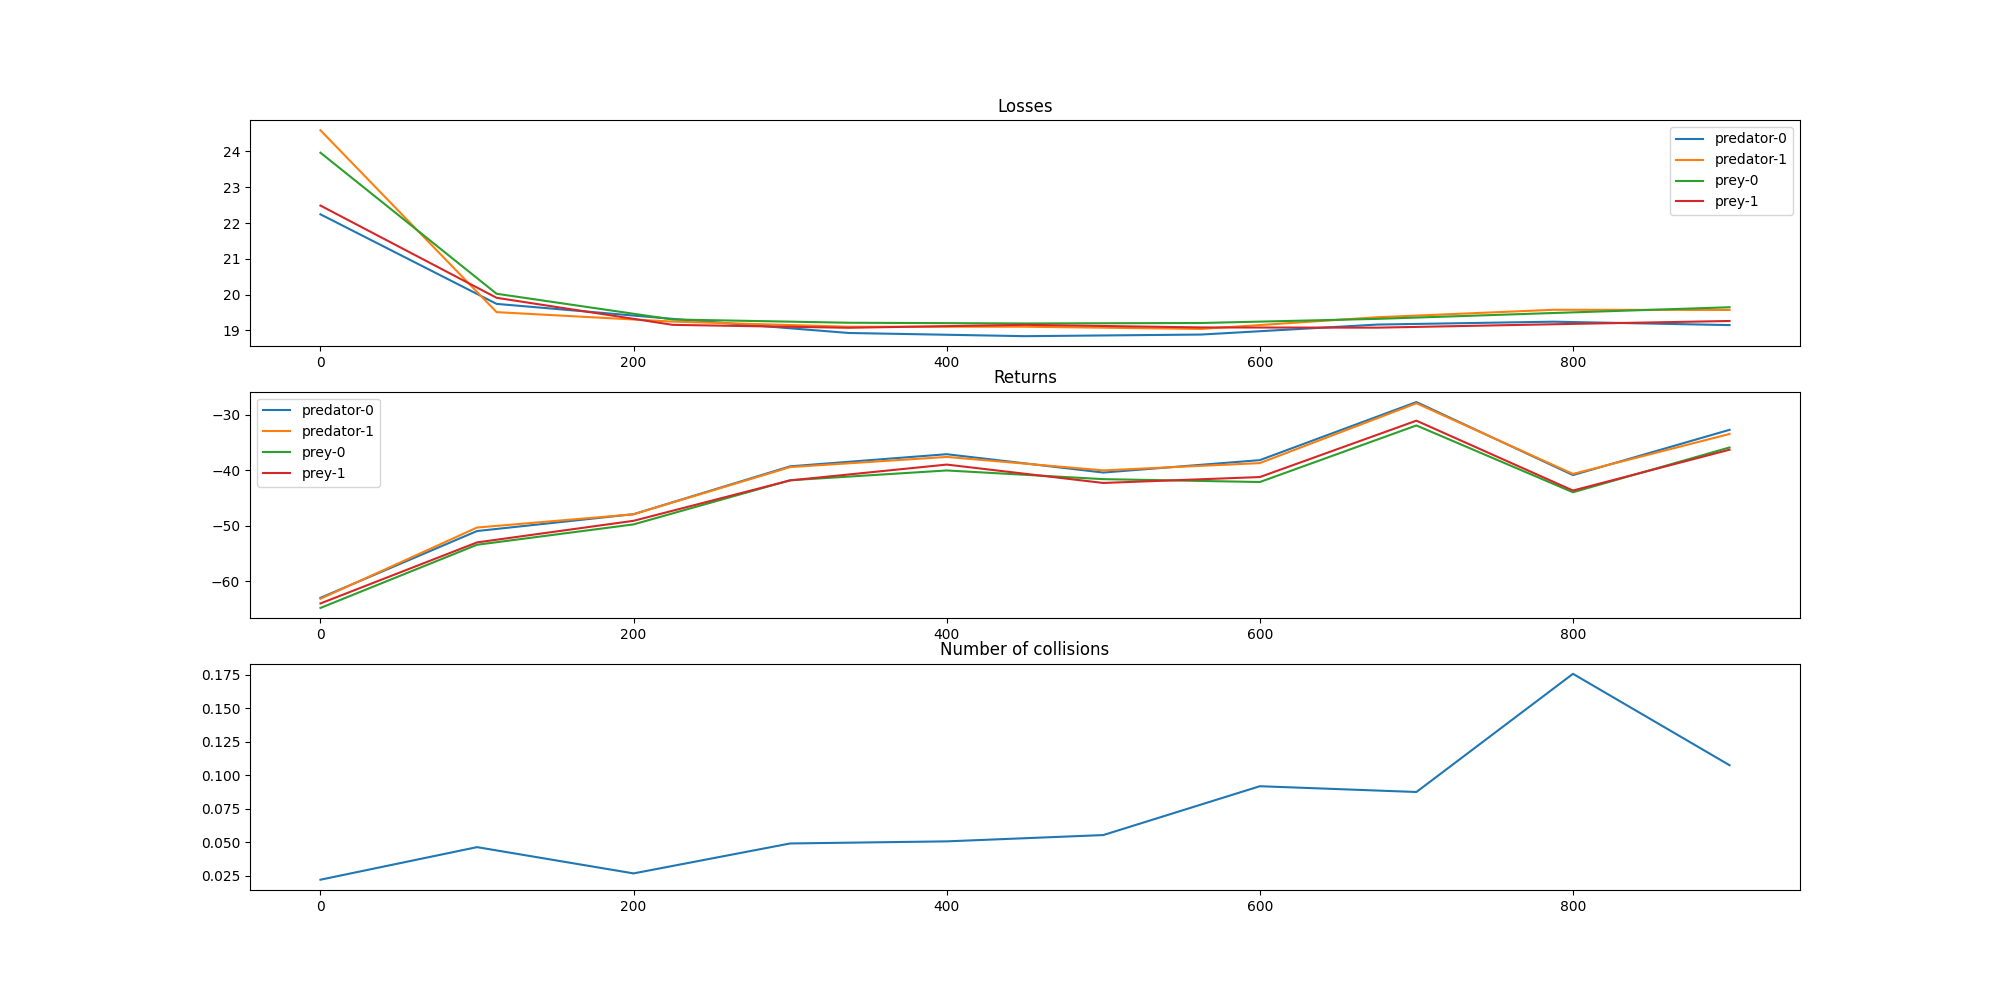 Losses
24
23
22
21
20
19
predator-0
predator-1
prey-0
prey-1
0 200 400 600 800
Returns
−30
−40
−50
−60
predator-0
predator-1
prey-0
prey-1
0 200 400 600 800
Number of collisions
0.175
0.150
0.125
0.100
0.075
0.050
0.025
0 200 400 600 800